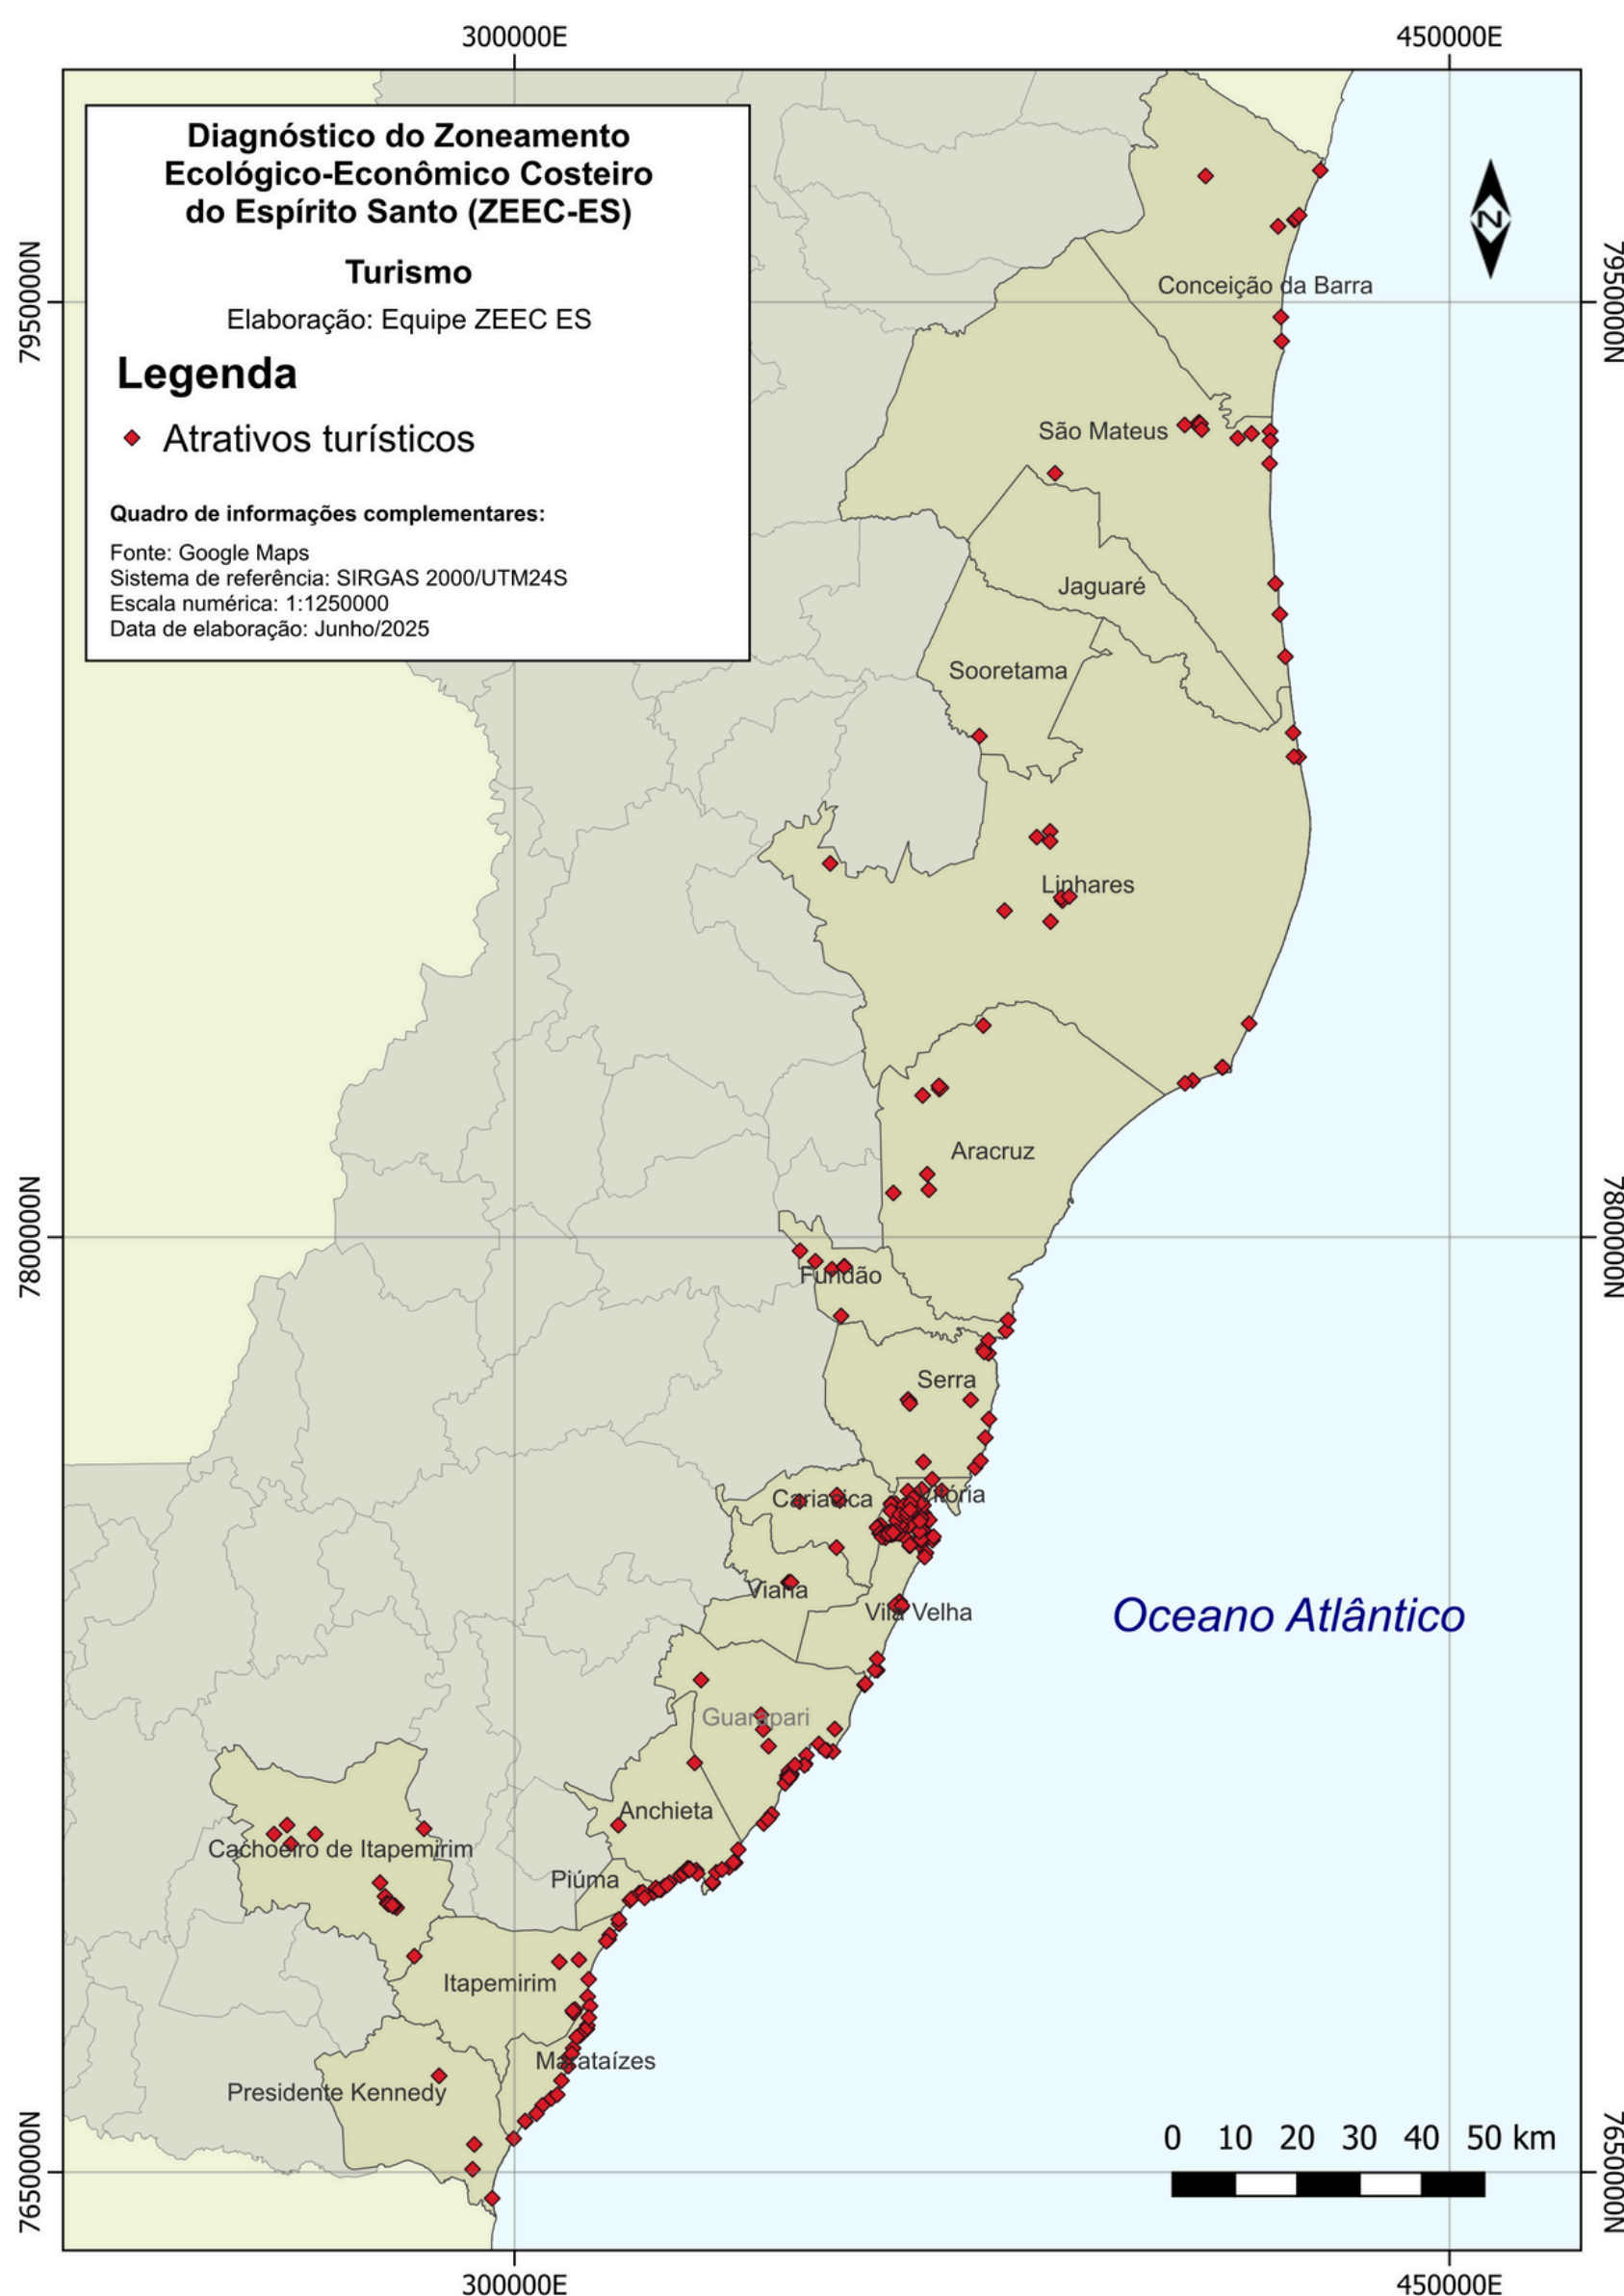 300000E
450000E
Diagnóstico do Zoneamento
Ecológico-Econômico Costeiro
do Espírito Santo (ZEEC-ES)
Turismo
Elaboração: Equipe ZEEC ES
Legenda
Atrativos turísticos
Quadro de informações complementares:
Fonte: Google Maps
Sistema de referência: SIRGAS 2000/UTM24S
Escala numérica: 1:1250000
Data de elaboração: Junho/2025
N
7950000N
7950000N
Conceição da Barra
São Mateus
Jaguaré
Sooretama
Linhares
Aracruz
7800000N
7800000N
Fundão
Serra
Cariacica
Vitória
Viana
Vila Velha
Oceano Atlântico
Guarapari
Anchieta
Cachoeiro de Itapemirim
Piúma
Itapemirim
Marataízes
Presidente Kennedy
0 10 20 30 40 50 km
7650000N
7650000N
300000E
450000E